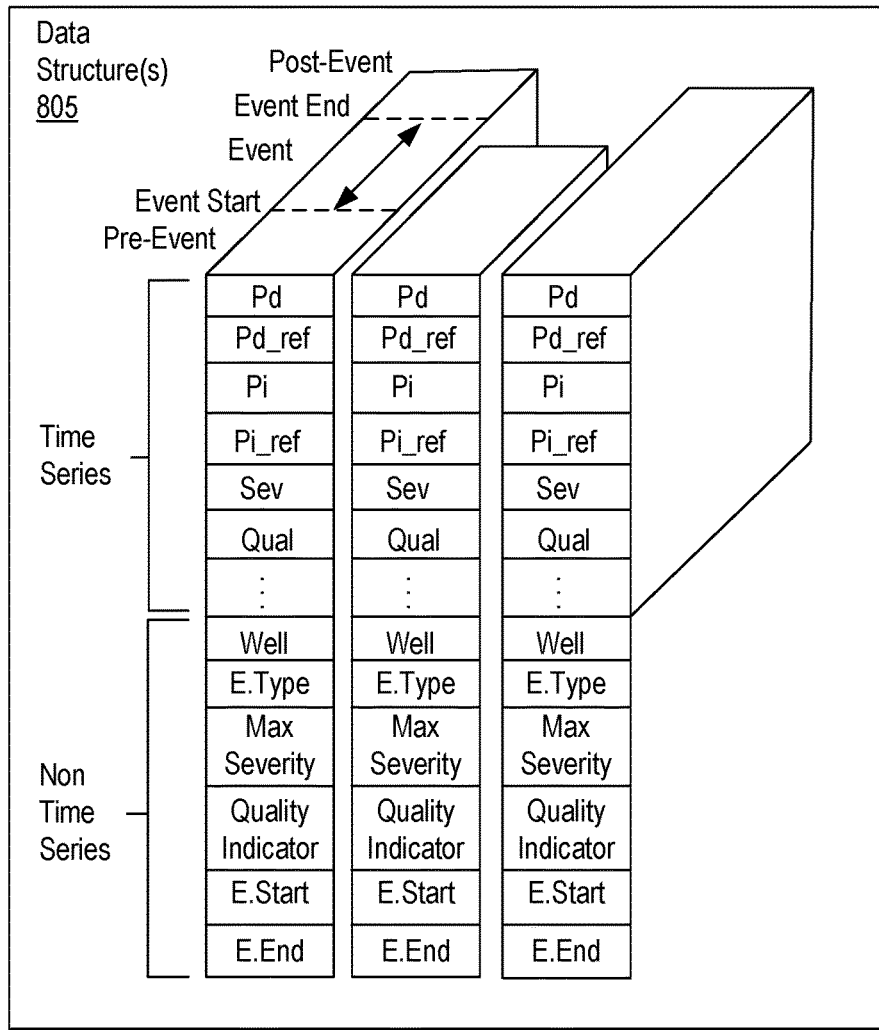 Data
Structure(s)
805
Post-Event
Event End
Event
Event Start
Pre-Event
Time
Series
Non
Time
Series
Pd Pd Pd
Pd_ref Pd_ref Pd_ref
Pi Pi Pi
Pi_ref Pi_ref Pi_ref
Sev Sev Sev
Qual Qual Qual
⋮ ⋮ ⋮
Well Well Well
E.Type E.Type E.Type
Max Max Max
Severity Severity Severity
Quality Quality Quality
Indicator Indicator Indicator
E.Start E.Start E.Start
E.End E.End E.End